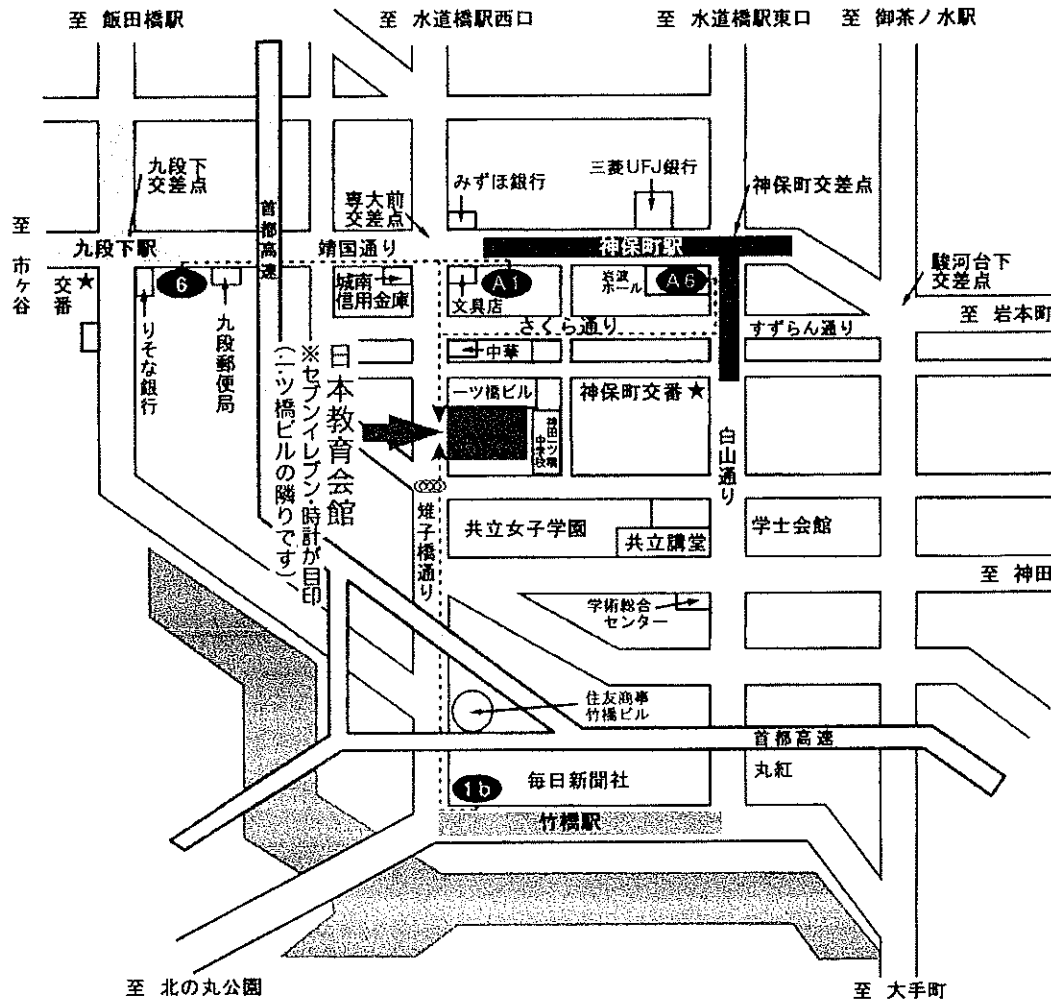 至 飯田橋駅
至 水道橋駅西口
至 水道橋駅東口
至 御茶ノ水駅
九段下
交差点
首都高速
専大前
交差点
みずほ銀行
三菱UFJ銀行
神保町交差点
至 市ヶ谷
九段下駅
靖国通り
神保町駅
駿河台下
交差点
交番★
6
城南
信用金庫
文具店
A1
岩波
ホール
A6
至 岩本町
さくら通り
すずらん通り
りそな銀行
九段郵便局
中華
日本教育会館
※セブンイレブン・時計が目印
(一ツ橋ビルの隣りです)
一ツ橋ビル
神保町交番★
神田一ツ橋
中学校
白山通り
雉子橋通り
共立女子学園
共立講堂
学士会館
至 神田
学術総合
センター
住友商事
竹橋ビル
首都高速
丸紅
1b
毎日新聞社
竹橋駅
至 北の丸公園
至 大手町